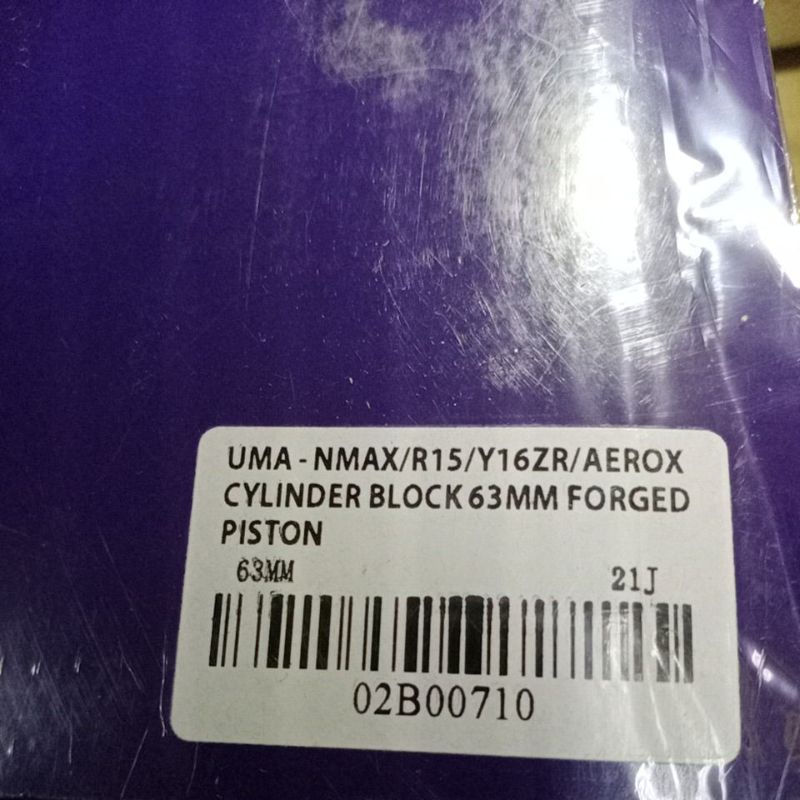 UMA - NMAX/R15/Y16ZR/AEROX
CYLINDER BLOCK 63MM FORGED
PISTON
63MM 21J
02B00710